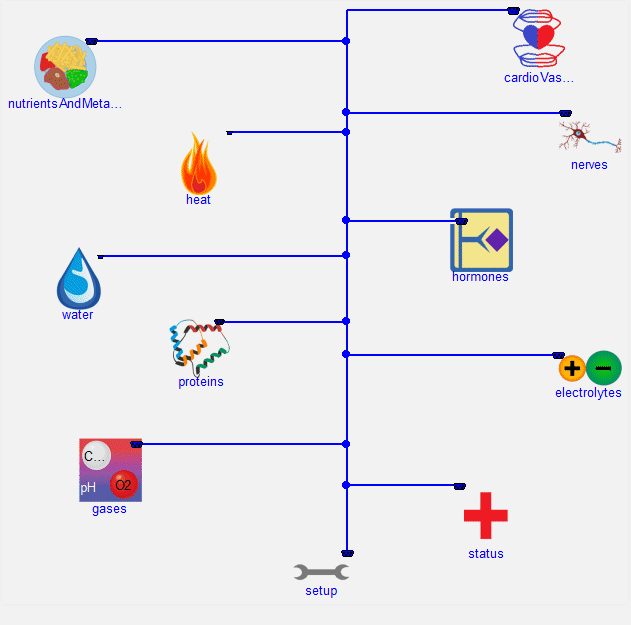 cardioVas...
nutrientsAndMeta...
nerves
heat
hormones
water
proteins
electrolytes
C...
pH
O2
gases
status
setup